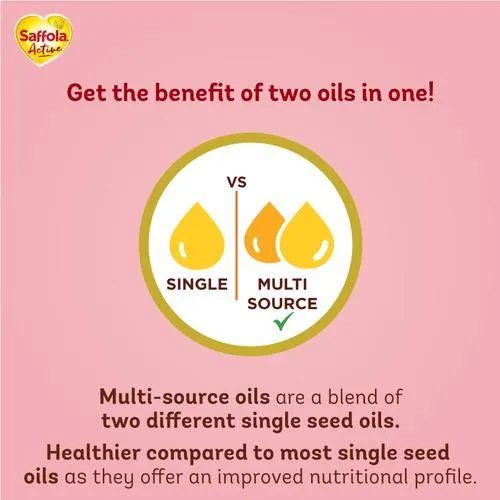 Saffola
Active
Get the benefit of two oils in one!
VS
SINGLE
MULTI
SOURCE
Multi-source oils are a blend of
two different single seed oils.
Healthier compared to most single seed
oils as they offer an improved nutritional profile.